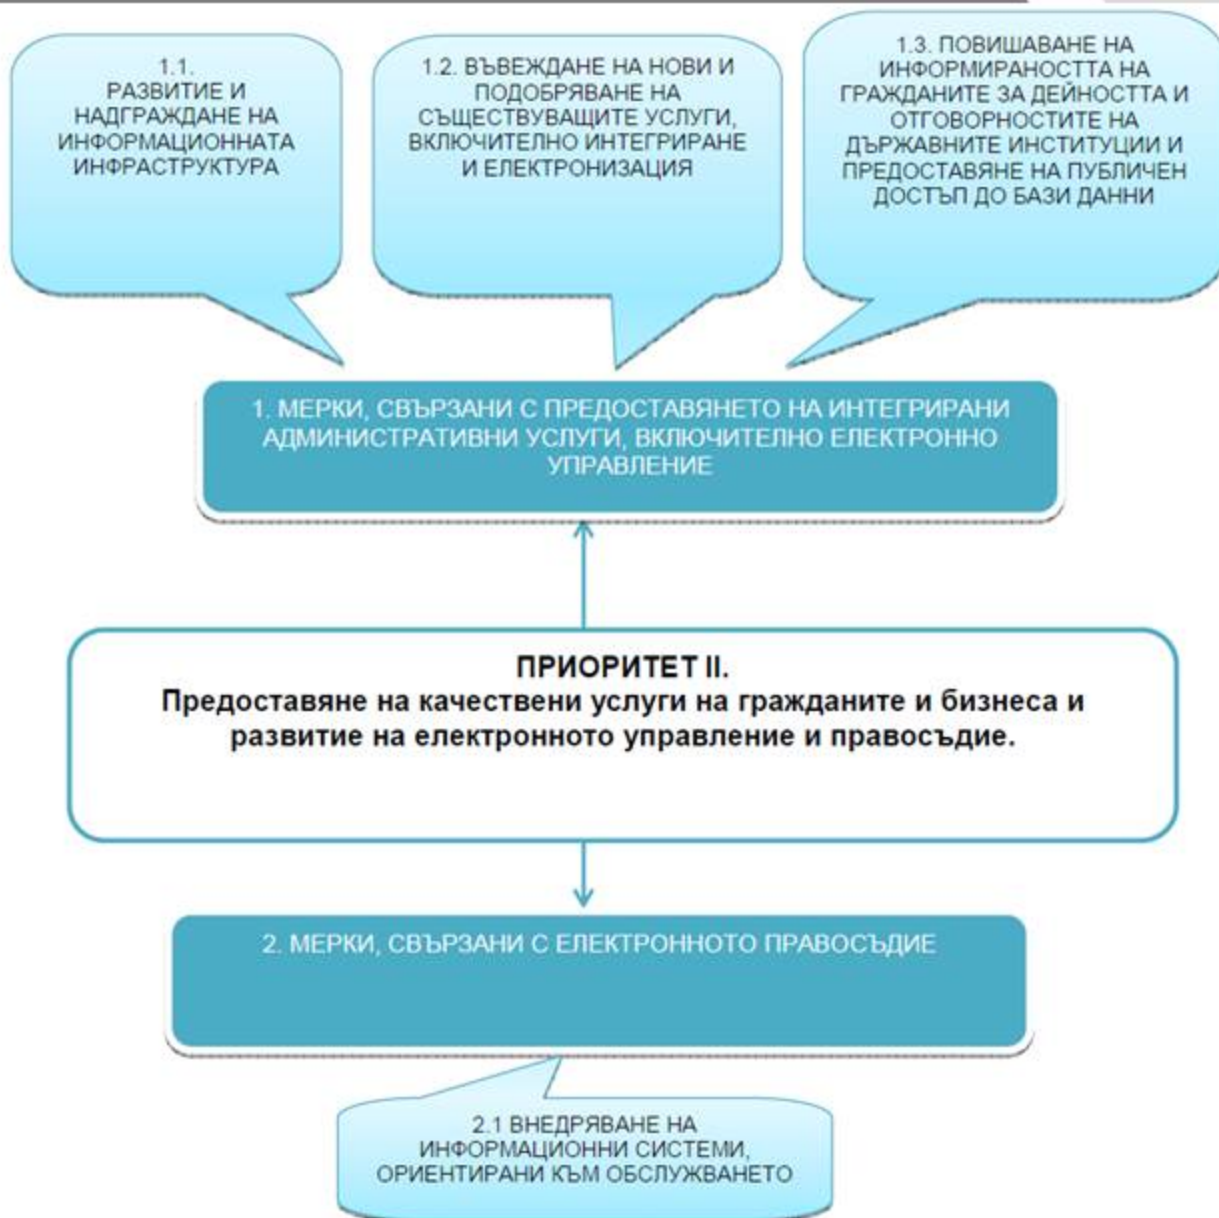 1.1.
РАЗВИТИЕ И
НАДГРАЖДАНЕ НА
ИНФОРМАЦИОННАТА
ИНФРАСТРУКТУРА
1.2. ВЪВЕЖДАНЕ НА НОВИ И
ПОДОБРЯВАНЕ НА
СЪЩЕСТВУВАЩИТЕ УСЛУГИ,
ВКЛЮЧИТЕЛНО ИНТЕГРИРАНЕ
И ЕЛЕКТРОНИЗАЦИЯ
1.3. ПОВИШАВАНЕ НА
ИНФОРМИРАНОСТТА НА
ГРАЖДАНИТЕ ЗА ДЕЙНОСТТА И
ОТГОВОРНОСТИТЕ НА
ДЪРЖАВНИТЕ ИНСТИТУЦИИ И
ПРЕДОСТАВЯНЕ НА ПУБЛИЧЕН
ДОСТЪП ДО БАЗИ ДАННИ
1. МЕРКИ, СВЪРЗАНИ С ПРЕДОСТАВЯНЕТО НА ИНТЕГРИРАНИ
АДМИНИСТРАТИВНИ УСЛУГИ, ВКЛЮЧИТЕЛНО ЕЛЕКТРОННО
УПРАВЛЕНИЕ
ПРИОРИТЕТ II.
Предоставяне на качествени услуги на гражданите и бизнеса и
развитие на електронното управление и правосъдие.
2. МЕРКИ, СВЪРЗАНИ С ЕЛЕКТРОННОТО ПРАВОСЪДИЕ
2.1 ВНЕДРЯВАНЕ НА
ИНФОРМАЦИОННИ СИСТЕМИ,
ОРИЕНТИРАНИ КЪМ ОБСЛУЖВАНЕТО